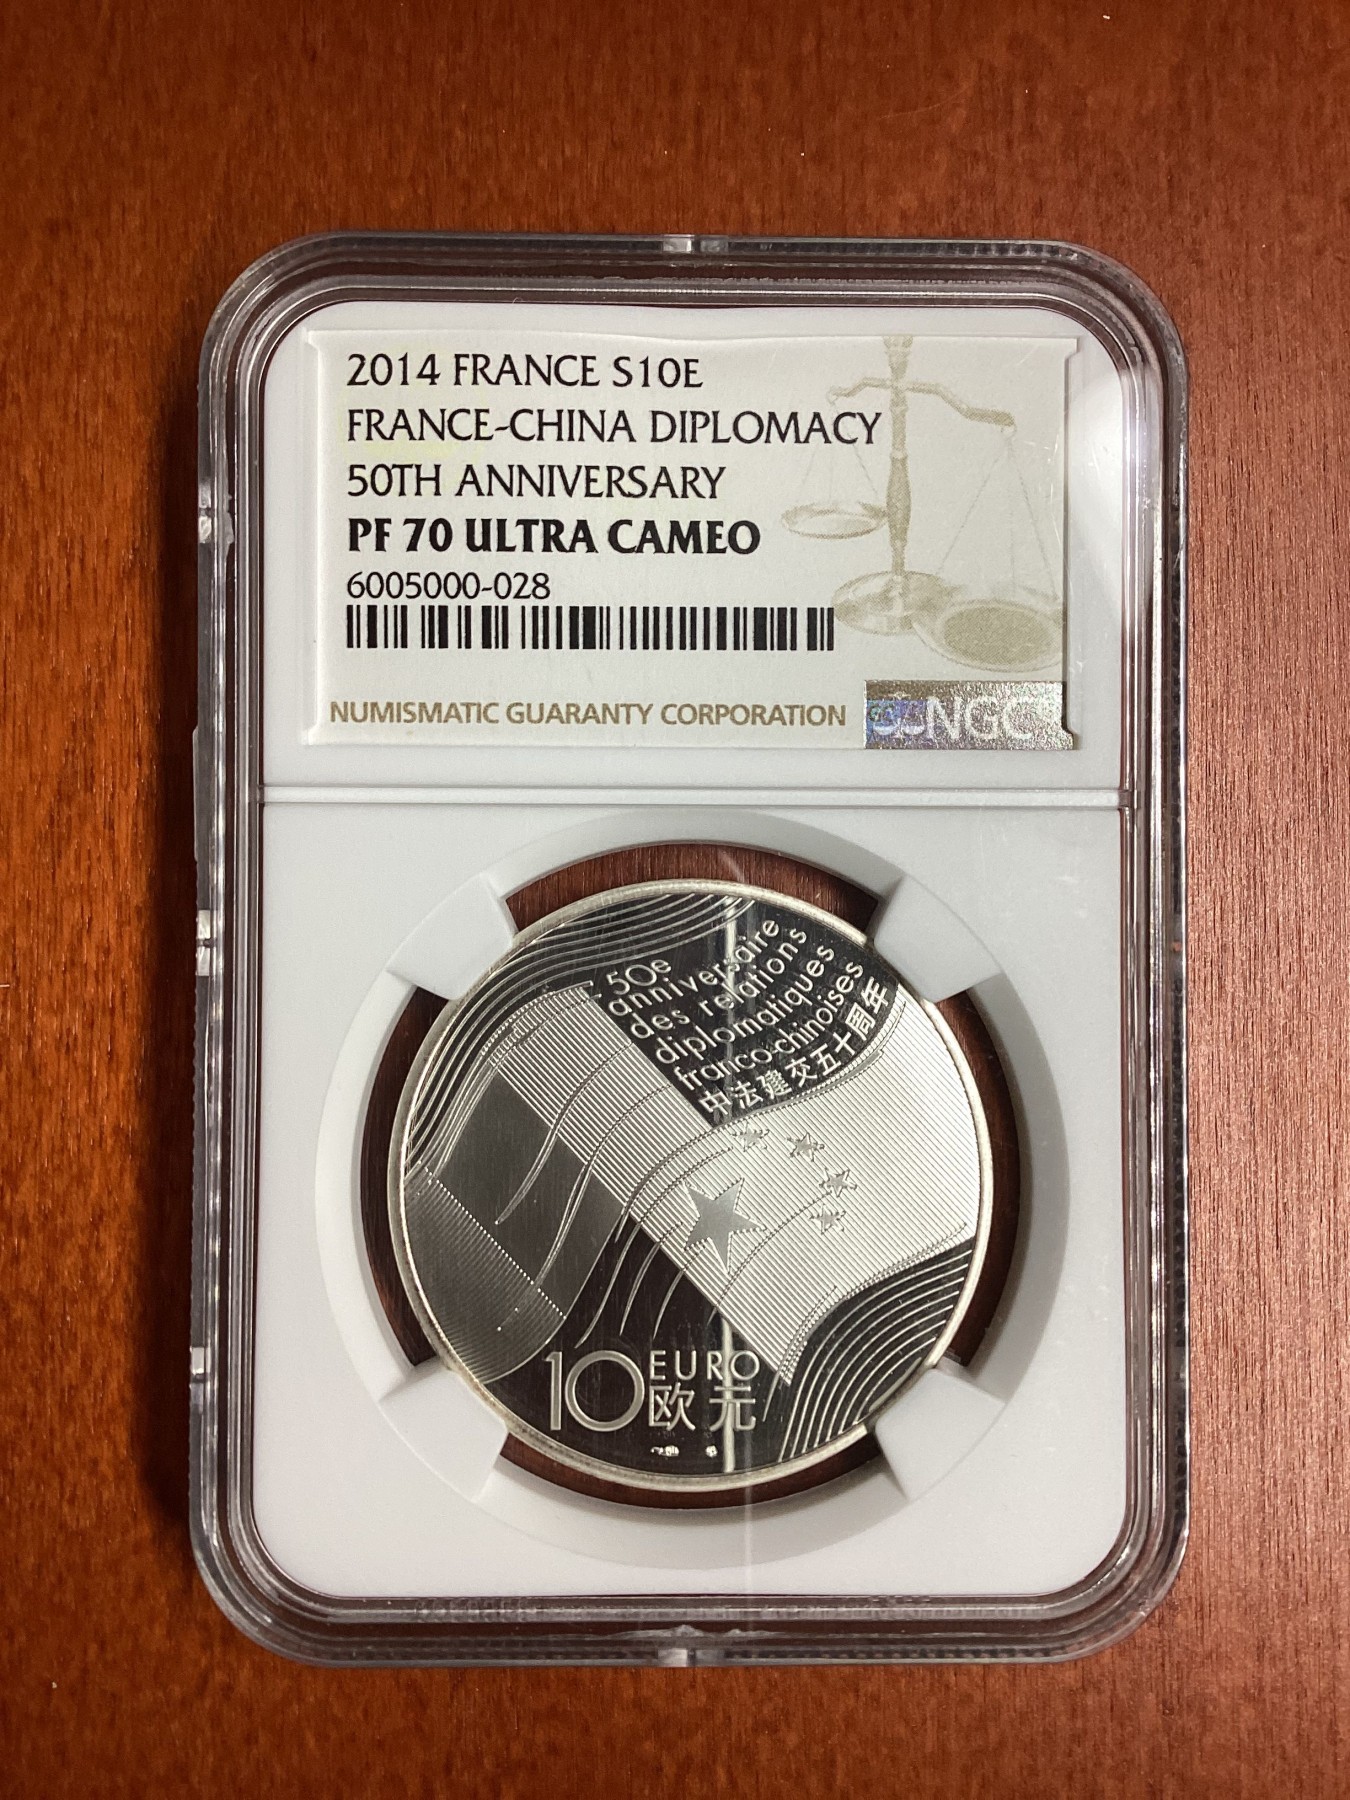 2014 FRANCE S10E
FRANCE-CHINA DIPLOMACY
50TH ANNIVERSARY
PF 70 ULTRA CAMEO
6005000-028
NUMISMATIC GUARANTY CORPORATION
NGC
50e
anniversaire
des relations
diplomatiques
franco-chinoises
中法建交五十周年
10 EURO
欧元